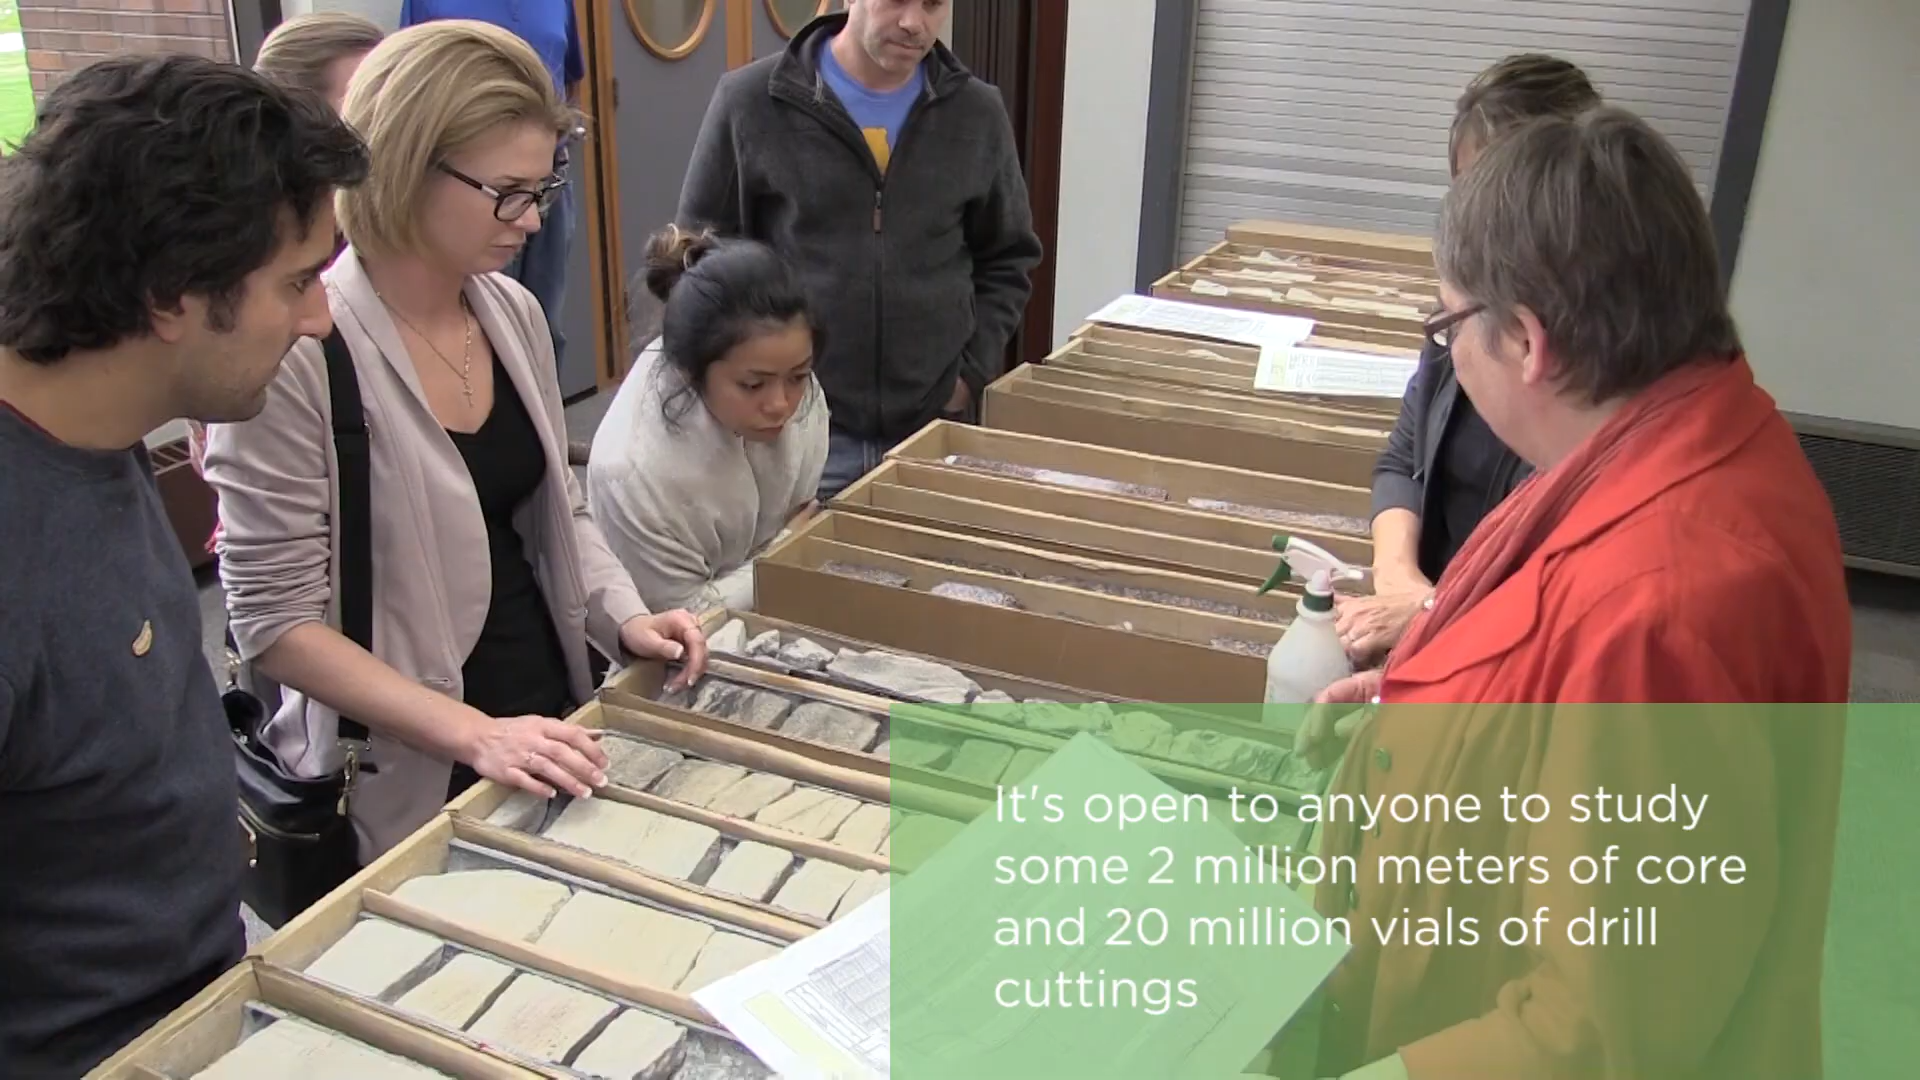 It's open to anyone to study
some 2 million meters of core
and 20 million vials of drill
cuttings